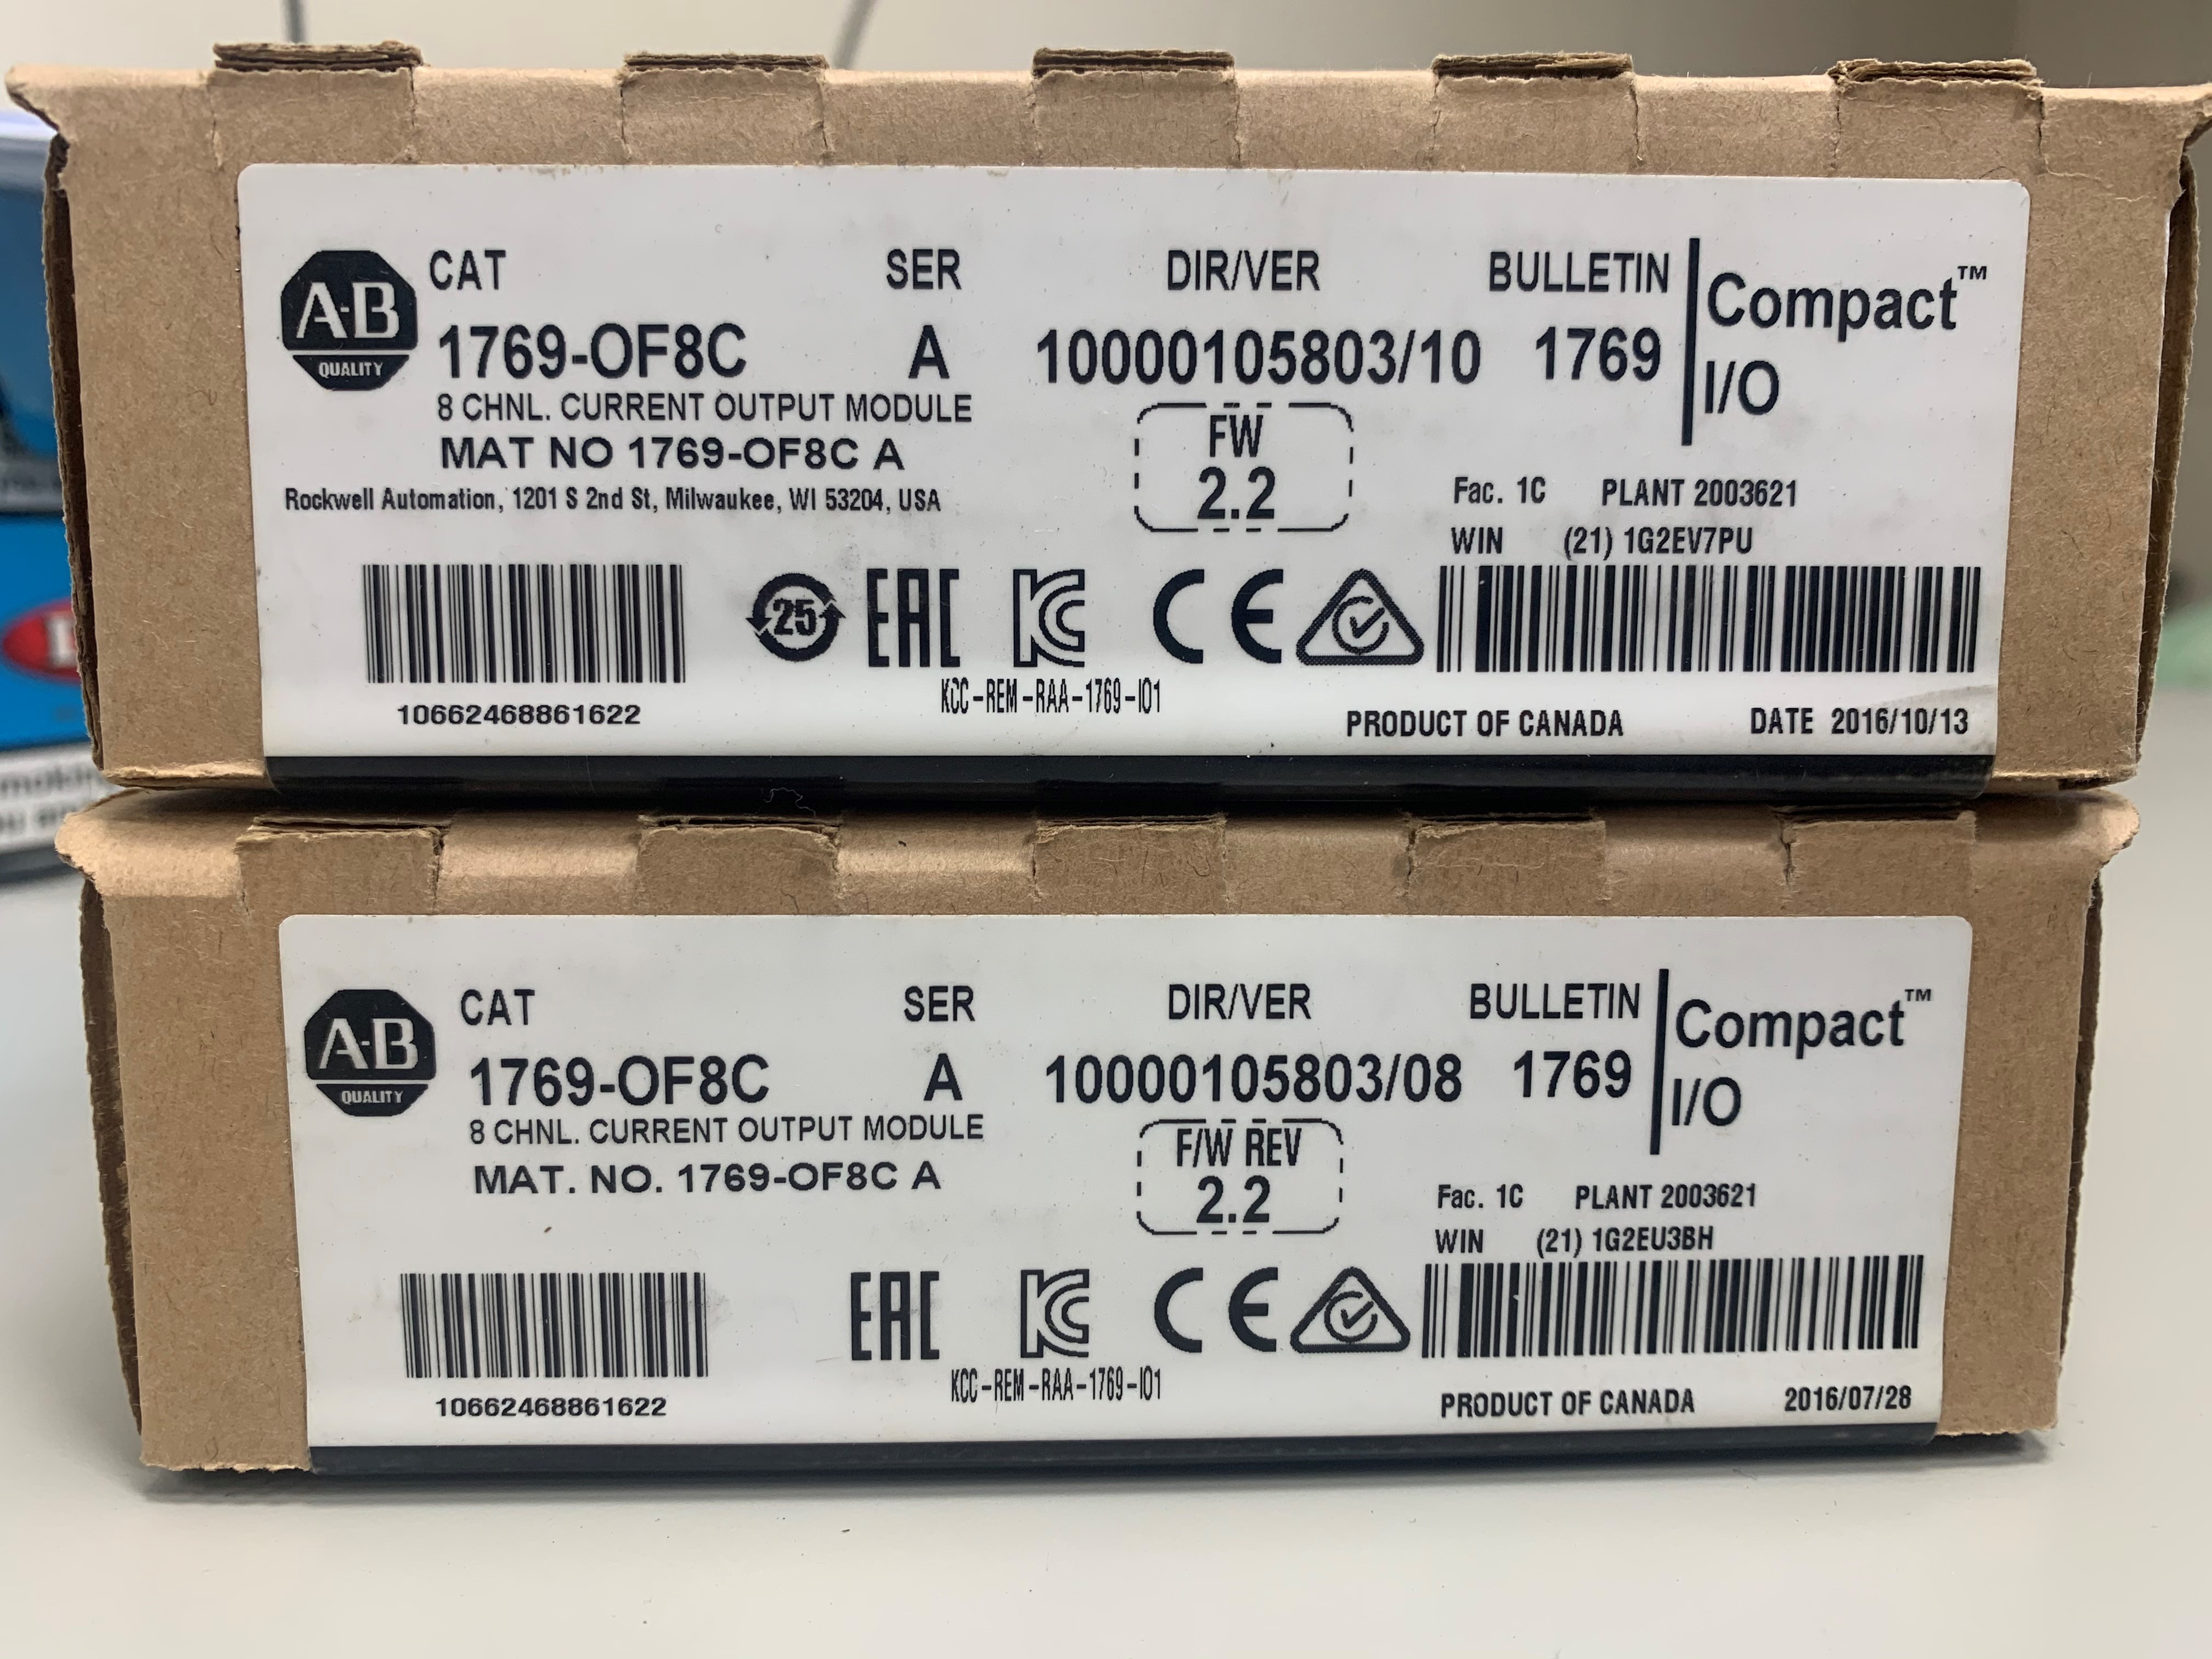 CAT SER DIR/VER BULLETIN Compact™
A-B 1769-OF8C A 10000105803/10 1769 I/O
QUALITY
8 CHNL. CURRENT OUTPUT MODULE
MAT NO 1769-OF8C A
FW
2.2
Rockwell Automation, 1201 S 2nd St, Milwaukee, WI 53204, USA
Fac. 1C PLANT 2003621
WIN (21) 1G2EV7PU
25 EAC KC CE
KCC-REM-RAA-1769-IO1
10662468861622
PRODUCT OF CANADA DATE 2016/10/13
CAT SER DIR/VER BULLETIN Compact™
A-B 1769-OF8C A 10000105803/08 1769 I/O
QUALITY
8 CHNL. CURRENT OUTPUT MODULE
MAT. NO. 1769-OF8C A
F/W REV
2.2
Fac. 1C PLANT 2003621
WIN (21) 1G2EU3BH
EAC KC CE
KCC-REM-RAA-1769-IO1
10662468861622
PRODUCT OF CANADA 2016/07/28